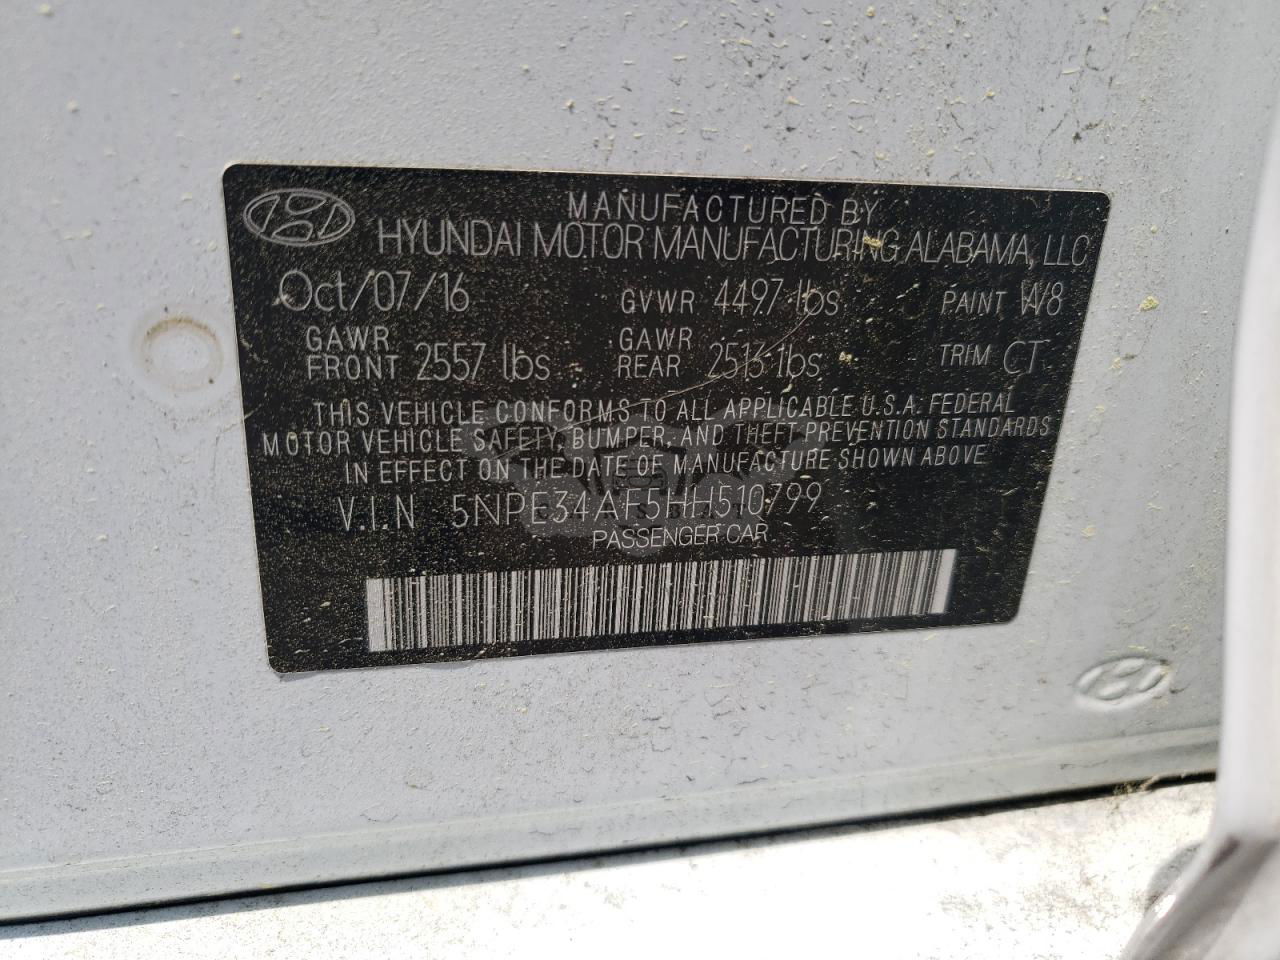 MANUFACTURED BY
HYUNDAI MOTOR MANUFACTURING ALABAMA, LLC
Oct/07/16 GVWR 4497 lbs PAINT W8
GAWR FRONT 2557 lbs GAWR REAR 2513 lbs TRIM CT
THIS VEHICLE CONFORMS TO ALL APPLICABLE U.S.A. FEDERAL
MOTOR VEHICLE SAFETY, BUMPER, AND THEFT PREVENTION STANDARDS
IN EFFECT ON THE DATE OF MANUFACTURE SHOWN ABOVE
V.I.N 5NPE34AF5HH510799
PASSENGER CAR